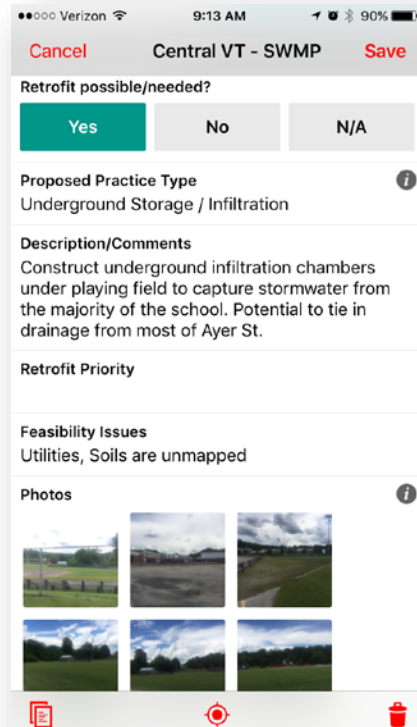 Verizon 9:13 AM 90%
Cancel Central VT - SWMP Save
Retrofit possible/needed?
Yes No N/A
Proposed Practice Type
Underground Storage / Infiltration
Description/Comments
Construct underground infiltration chambers
under playing field to capture stormwater from
the majority of the school. Potential to tie in
drainage from most of Ayer St.
Retrofit Priority
Feasibility Issues
Utilities, Soils are unmapped
Photos